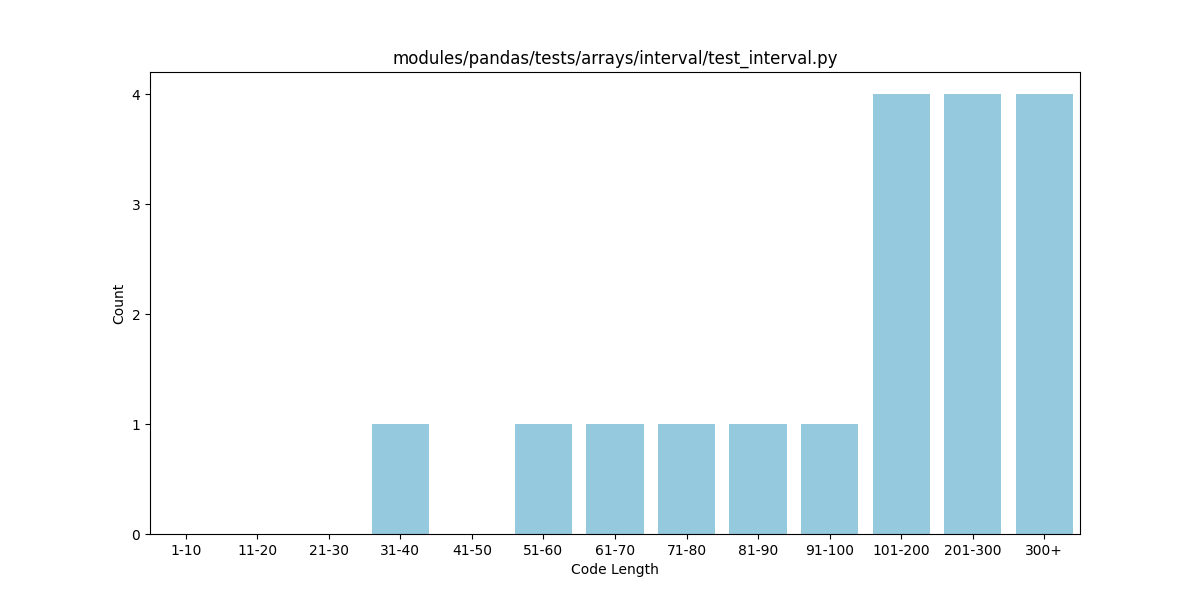 modules/pandas/tests/arrays/interval/test_interval.py
4
3
2
1
0
Count
1-10 11-20 21-30 31-40 41-50 51-60 61-70 71-80 81-90 91-100 101-200 201-300 300+
Code Length